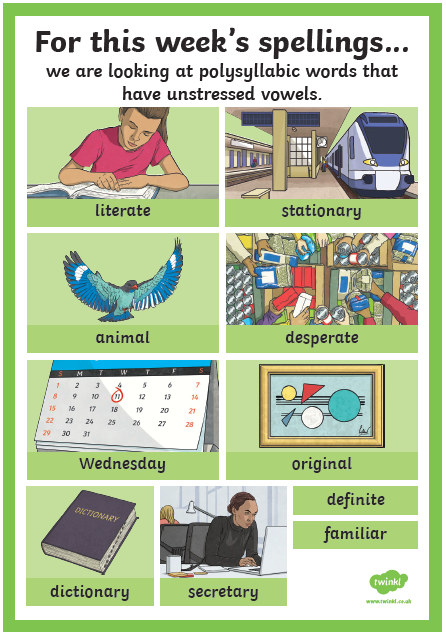 For this week's spellings...
we are looking at polysyllabic words that
have unstressed vowels.
literate
stationary
animal
desperate
S M T W T F S
1 2 3 4 5 6 7
8 9 10 11 12 13 14
15 16 17 18 19 20 21
22 23 24 25 26 27 28
29 30 31
Wednesday
original
DICTIONARY
dictionary
secretary
definite
familiar
twinkl
www.twinkl.co.uk